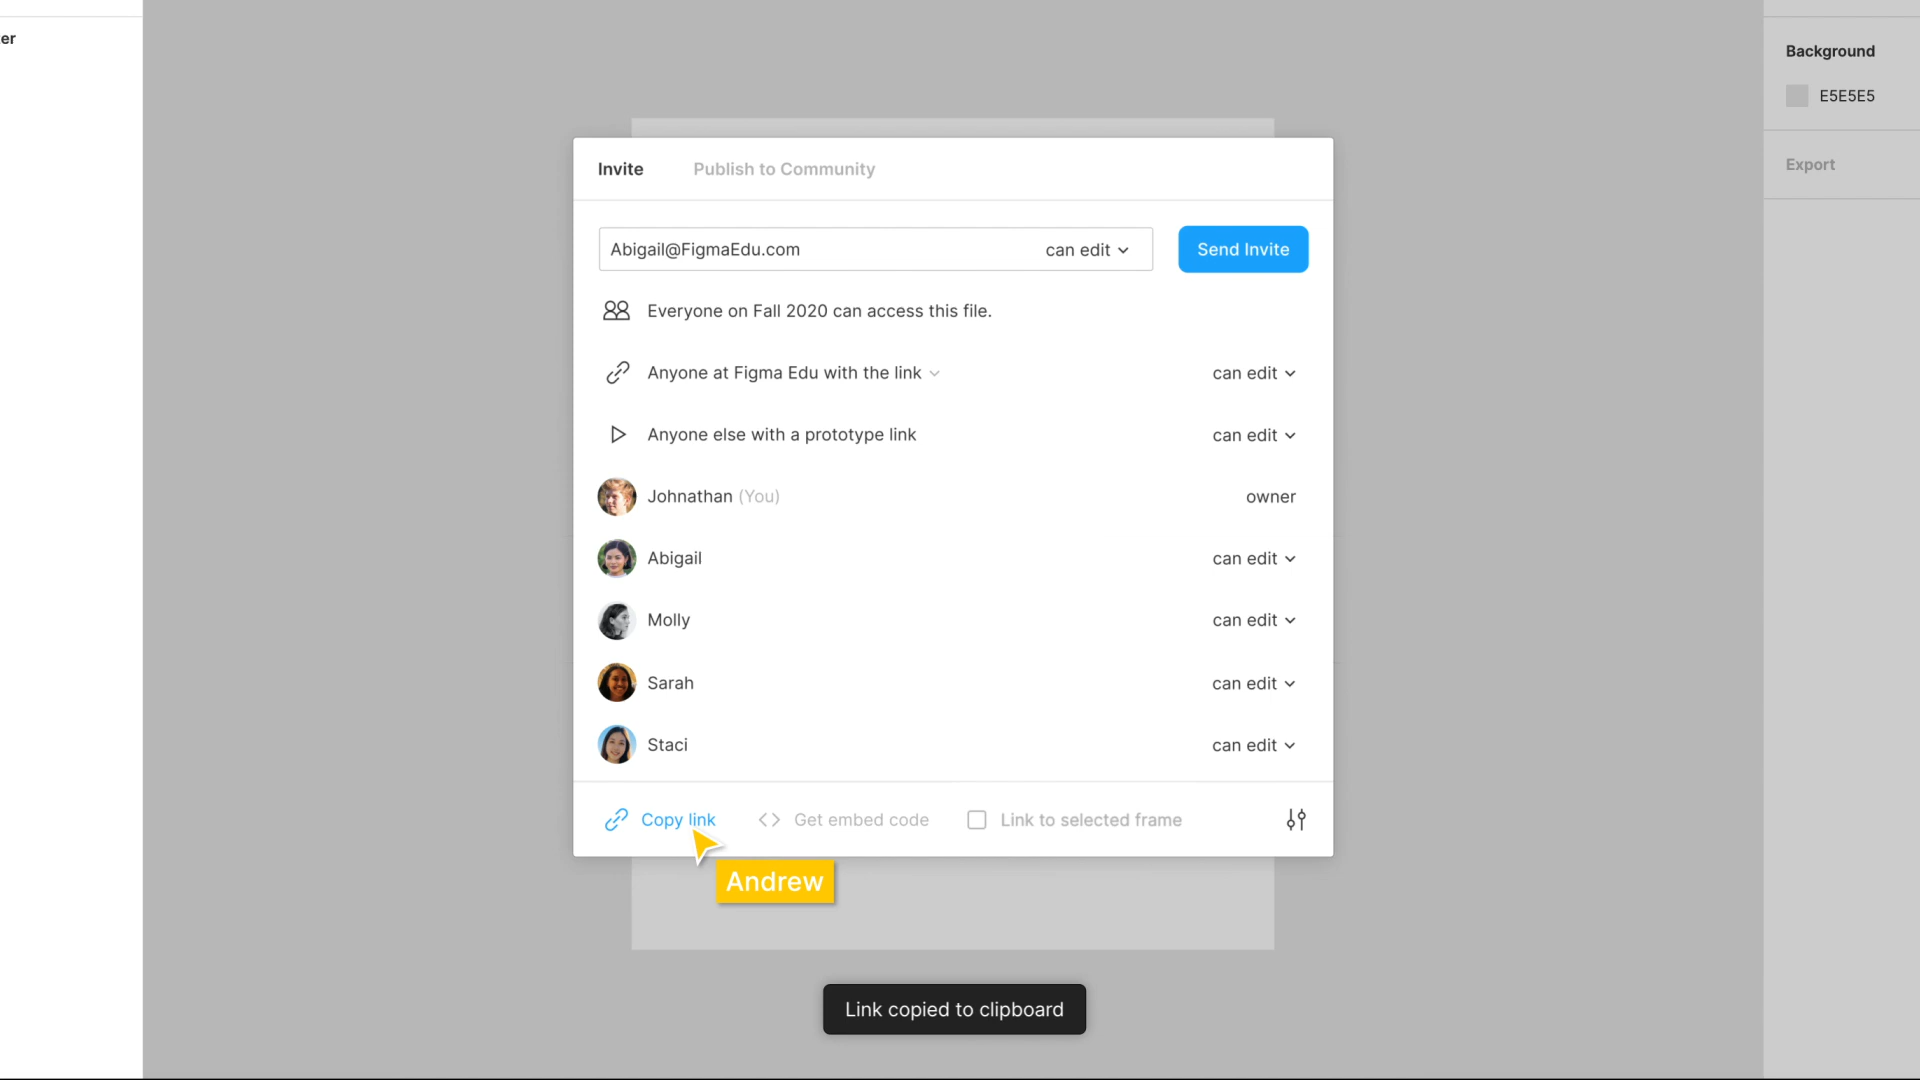 er
Background
E5E5E5
Export
Invite
Publish to Community
Abigail@FigmaEdu.com
can edit
Send Invite
Everyone on Fall 2020 can access this file.
Anyone at Figma Edu with the link
can edit
Anyone else with a prototype link
can edit
Johnathan (You)
owner
Abigail
can edit
Molly
can edit
Sarah
can edit
Staci
can edit
Copy link
Get embed code
Link to selected frame
Andrew
Link copied to clipboard